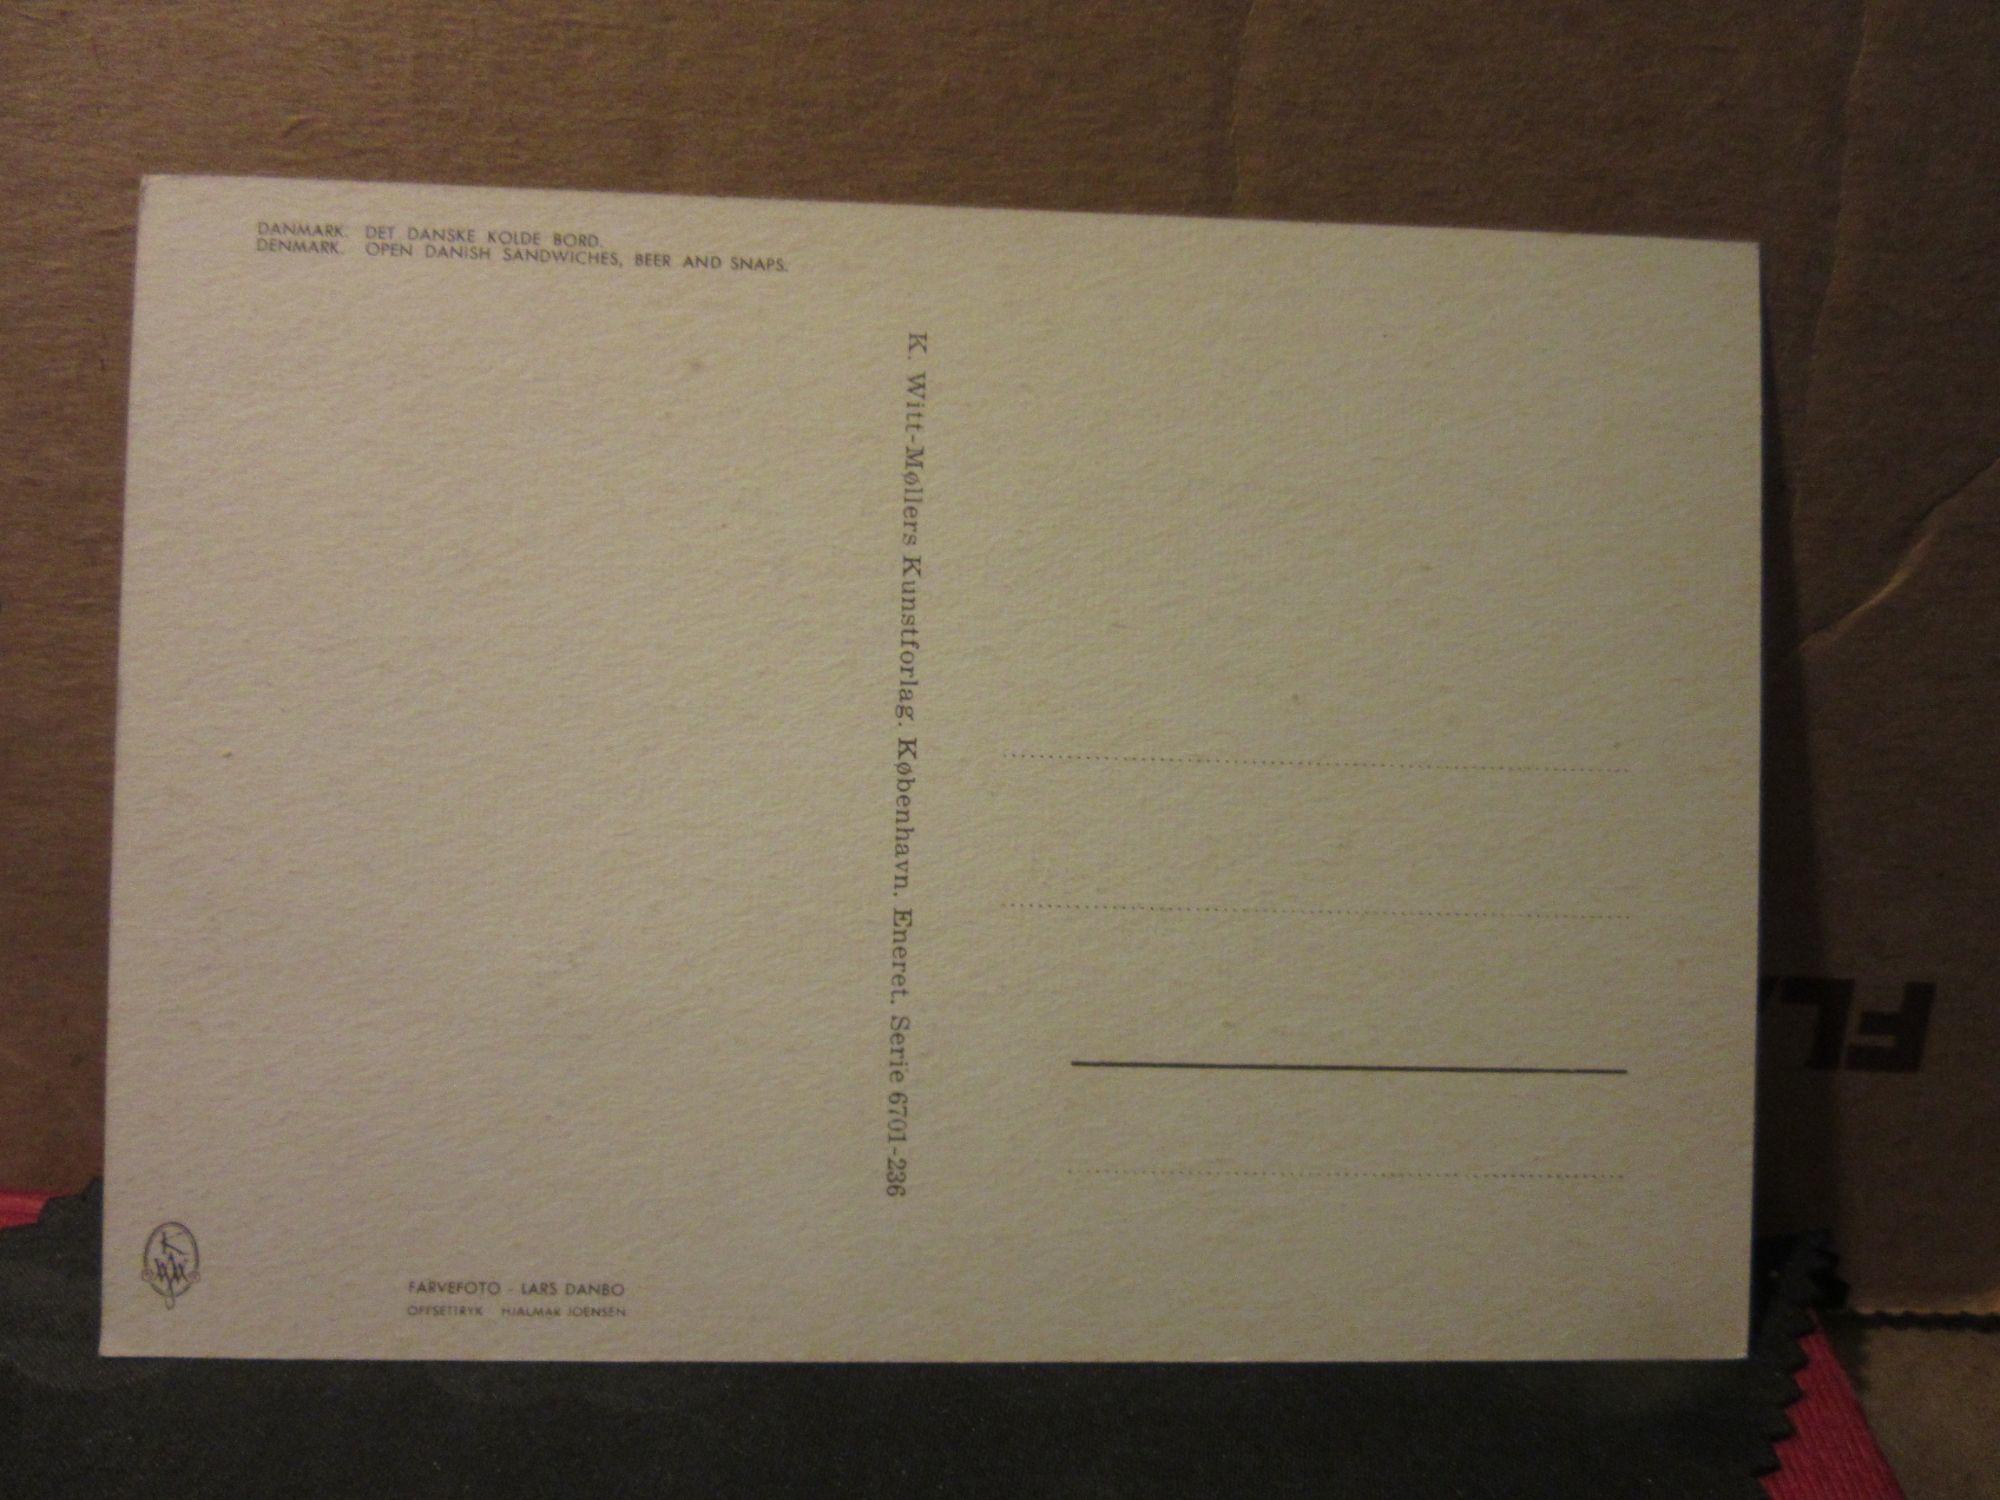 DANMARK. DET DANSKE KOLDE BORD.
DENMARK. OPEN DANISH SANDWICHES, BEER AND SNAPS.
K. Witt-Møllers Kunstforlag. København. Eneret. Serie 6701-236
FARVEFOTO - LARS DANBO
OFFSETTRYK HJALMAR JOENSEN
FL